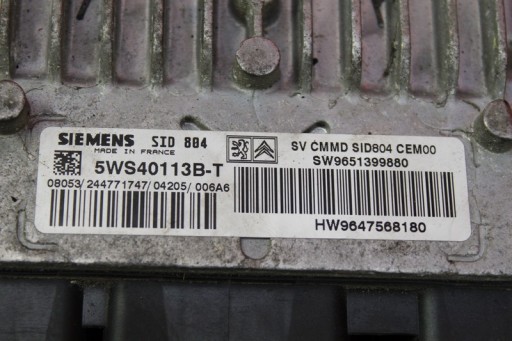 SIEMENS SID 804
MADE IN FRANCE
5WS40113B-T
08053/244771747/04205/006A6
SV CMMD SID804 CEM00
SW9651399880
HW9647568180